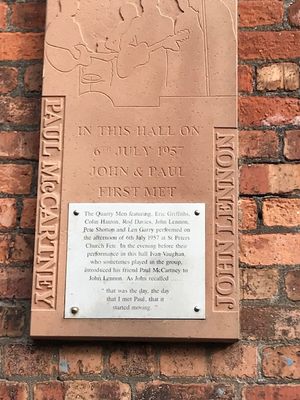 PAUL McCARTNEY
IN THIS HALL ON
6TH JULY 1957
JOHN & PAUL
FIRST MET
JOHN LENNON
The Quarry Men featuring, Eric Griffiths,
Colin Hanton, Rod Davies, John Lennon,
Pete Shotton and Len Garry performed on
the afternoon of 6th July 1957 at St Peters
Church Fete. In the evening before their
performance in this hall Ivan Vaughan,
who sometimes played in the group,
introduced his friend Paul McCartney to
John Lennon. As John recalled ....
" that was the day, the day
that I met Paul, that it
started moving. "